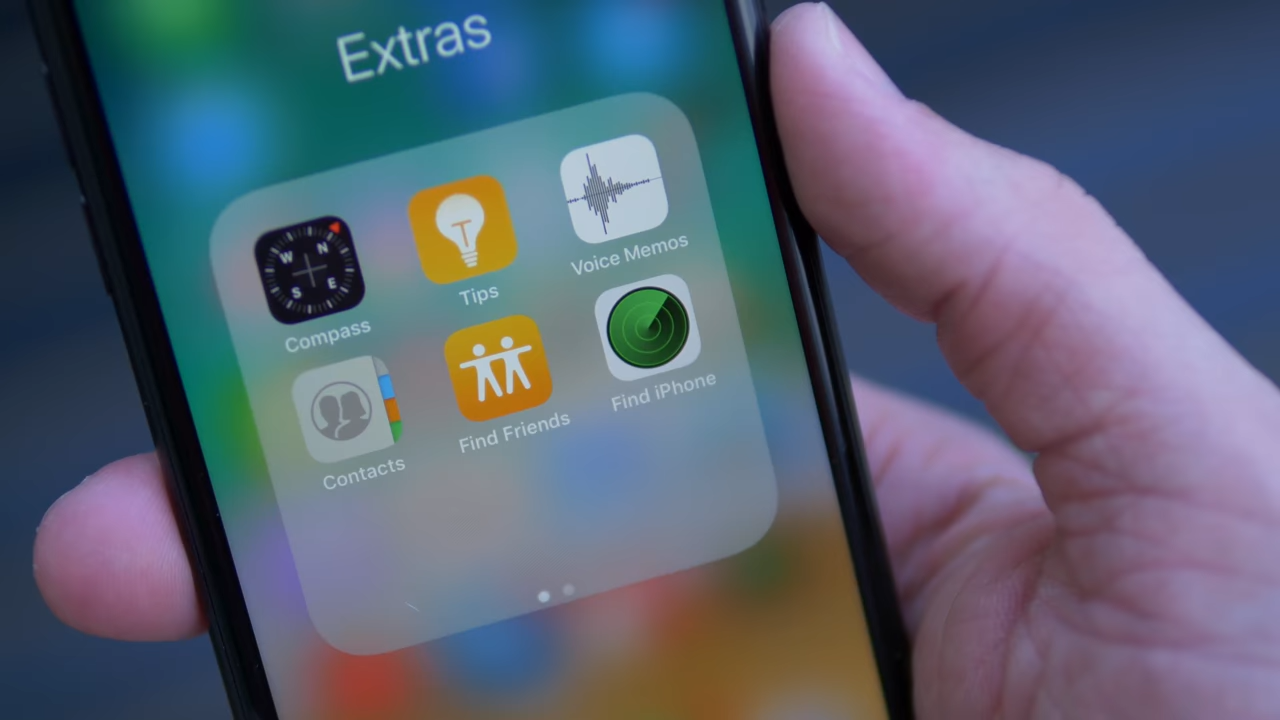 Extras
W N
S E
Compass
Tips
Voice Memos
Contacts
Find Friends
Find iPhone